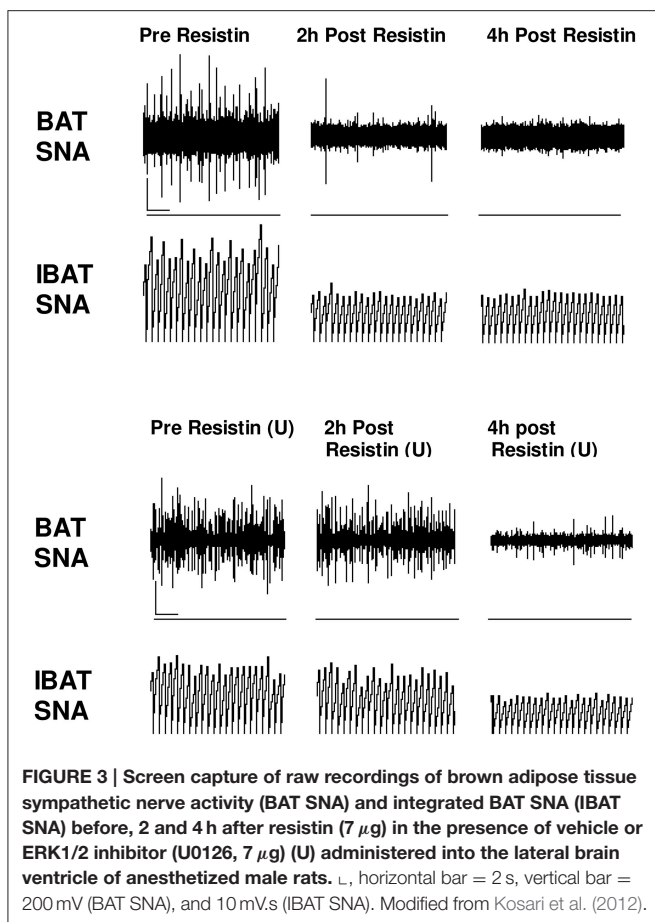 Pre Resistin 2h Post Resistin 4h Post Resistin
BAT
SNA
IBAT
SNA
Pre Resistin (U) 2h Post Resistin (U) 4h post Resistin (U)
BAT
SNA
IBAT
SNA
FIGURE 3 | Screen capture of raw recordings of brown adipose tissue
sympathetic nerve activity (BAT SNA) and integrated BAT SNA (IBAT
SNA) before, 2 and 4 h after resistin (7 μg) in the presence of vehicle or
ERK1/2 inhibitor (U0126, 7 μg) (U) administered into the lateral brain
ventricle of anesthetized male rats. ∟, horizontal bar = 2 s, vertical bar =
200 mV (BAT SNA), and 10 mV.s (IBAT SNA). Modified from Kosari et al. (2012).